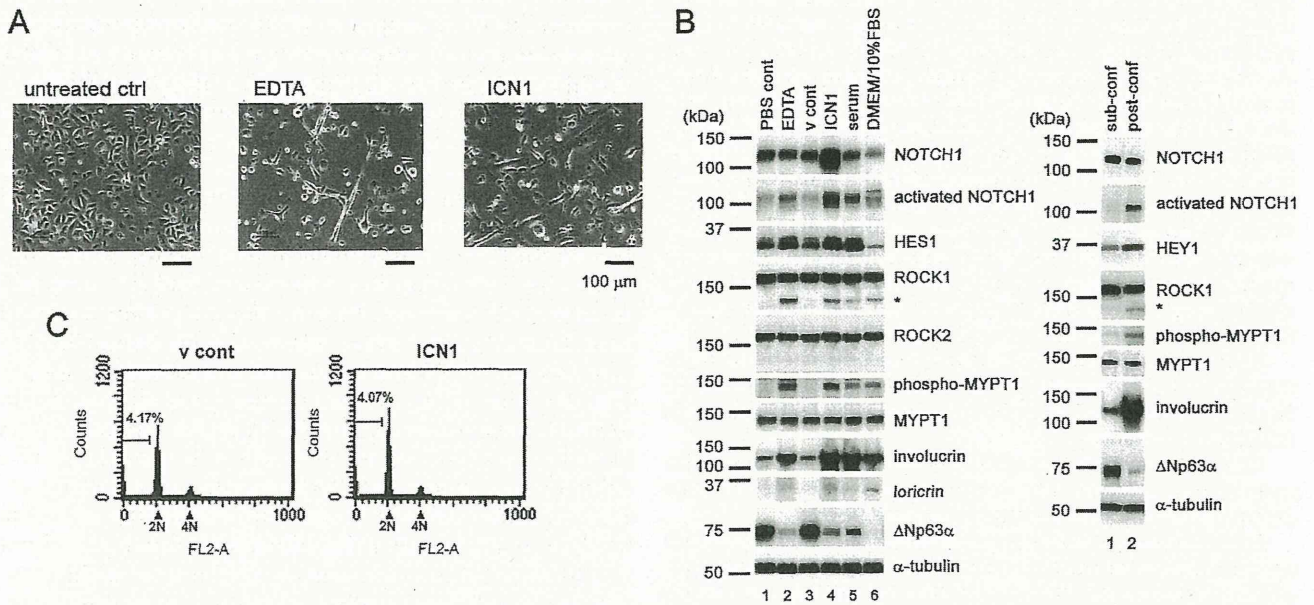 A
untreated ctrl
EDTA
ICN1
100 μm
B
(kDa)
PBS cont
EDTA
v cont
ICN1
serum
DMEM/10%FBS
150
100
NOTCH1
100
activated NOTCH1
37
HES1
150
ROCK1
*
150
ROCK2
150
phospho-MYPT1
150
MYPT1
150
100
involucrin
37
loricrin
75
ΔNp63α
50
α-tubulin
1 2 3 4 5 6
(kDa)
sub-conf
post-conf
150
100
NOTCH1
100
activated NOTCH1
37
HEY1
150
ROCK1
*
150
phospho-MYPT1
150
MYPT1
150
100
involucrin
75
ΔNp63α
50
α-tubulin
1 2
C
v cont
1200
Counts
0
4.17%
0
2N
4N
1000
FL2-A
ICN1
1200
Counts
0
4.07%
0
2N
4N
1000
FL2-A